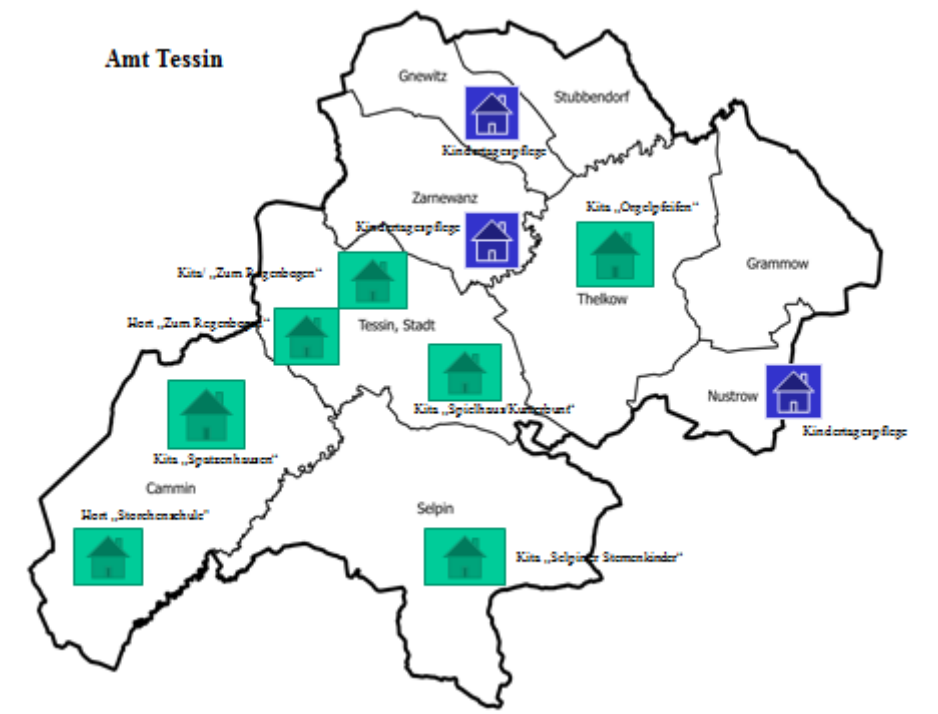 Amt Tessin
Gnewitz
Stubbendorf
Kindertagespflege
Zarnewanz
Kita „Orgelpfeifen“
Kindertagespflege
Grammow
Kita/ „Zum Regenbogen“
Thelkow
Hort „Zum Regenbogen“
Tessin, Stadt
Nustrow
Kita „Spielhaus Kunterbunt“
Kindertagespflege
Kita „Spatzenhausen“
Cammin
Selpin
Hort „Storchenschule“
Kita „Selpiner Sternenkinder“